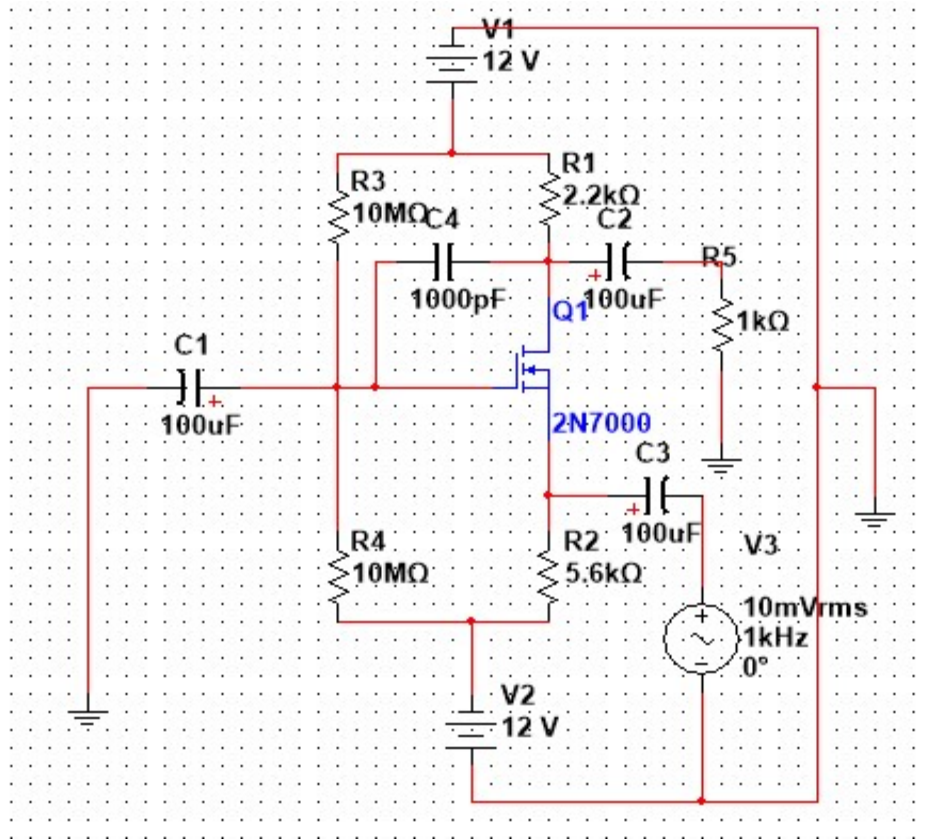 V1
12 V
R3
10MΩ
R1
2.2kΩ
C4
1000pF
C2
+
100uF
R5
1kΩ
Q1
2N7000
C1
+
100uF
C3
+
100uF
R4
10MΩ
R2
5.6kΩ
V3
10mVrms
1kHz
0°
V2
12 V